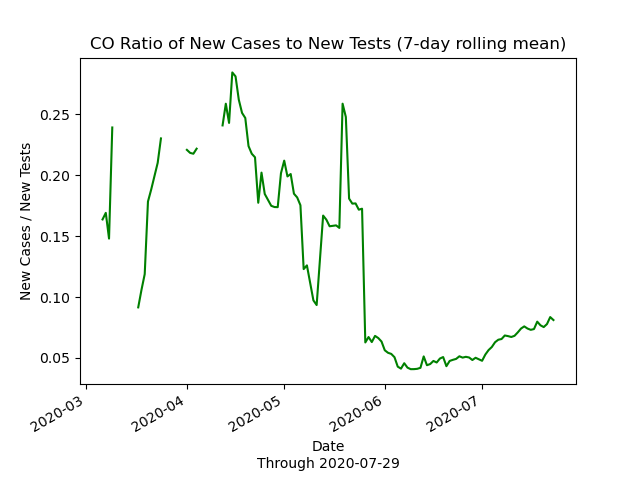 CO Ratio of New Cases to New Tests (7-day rolling mean)
New Cases / New Tests
0.25
0.20
0.15
0.10
0.05
2020-03
2020-04
2020-05
2020-06
2020-07
Date
Through 2020-07-29